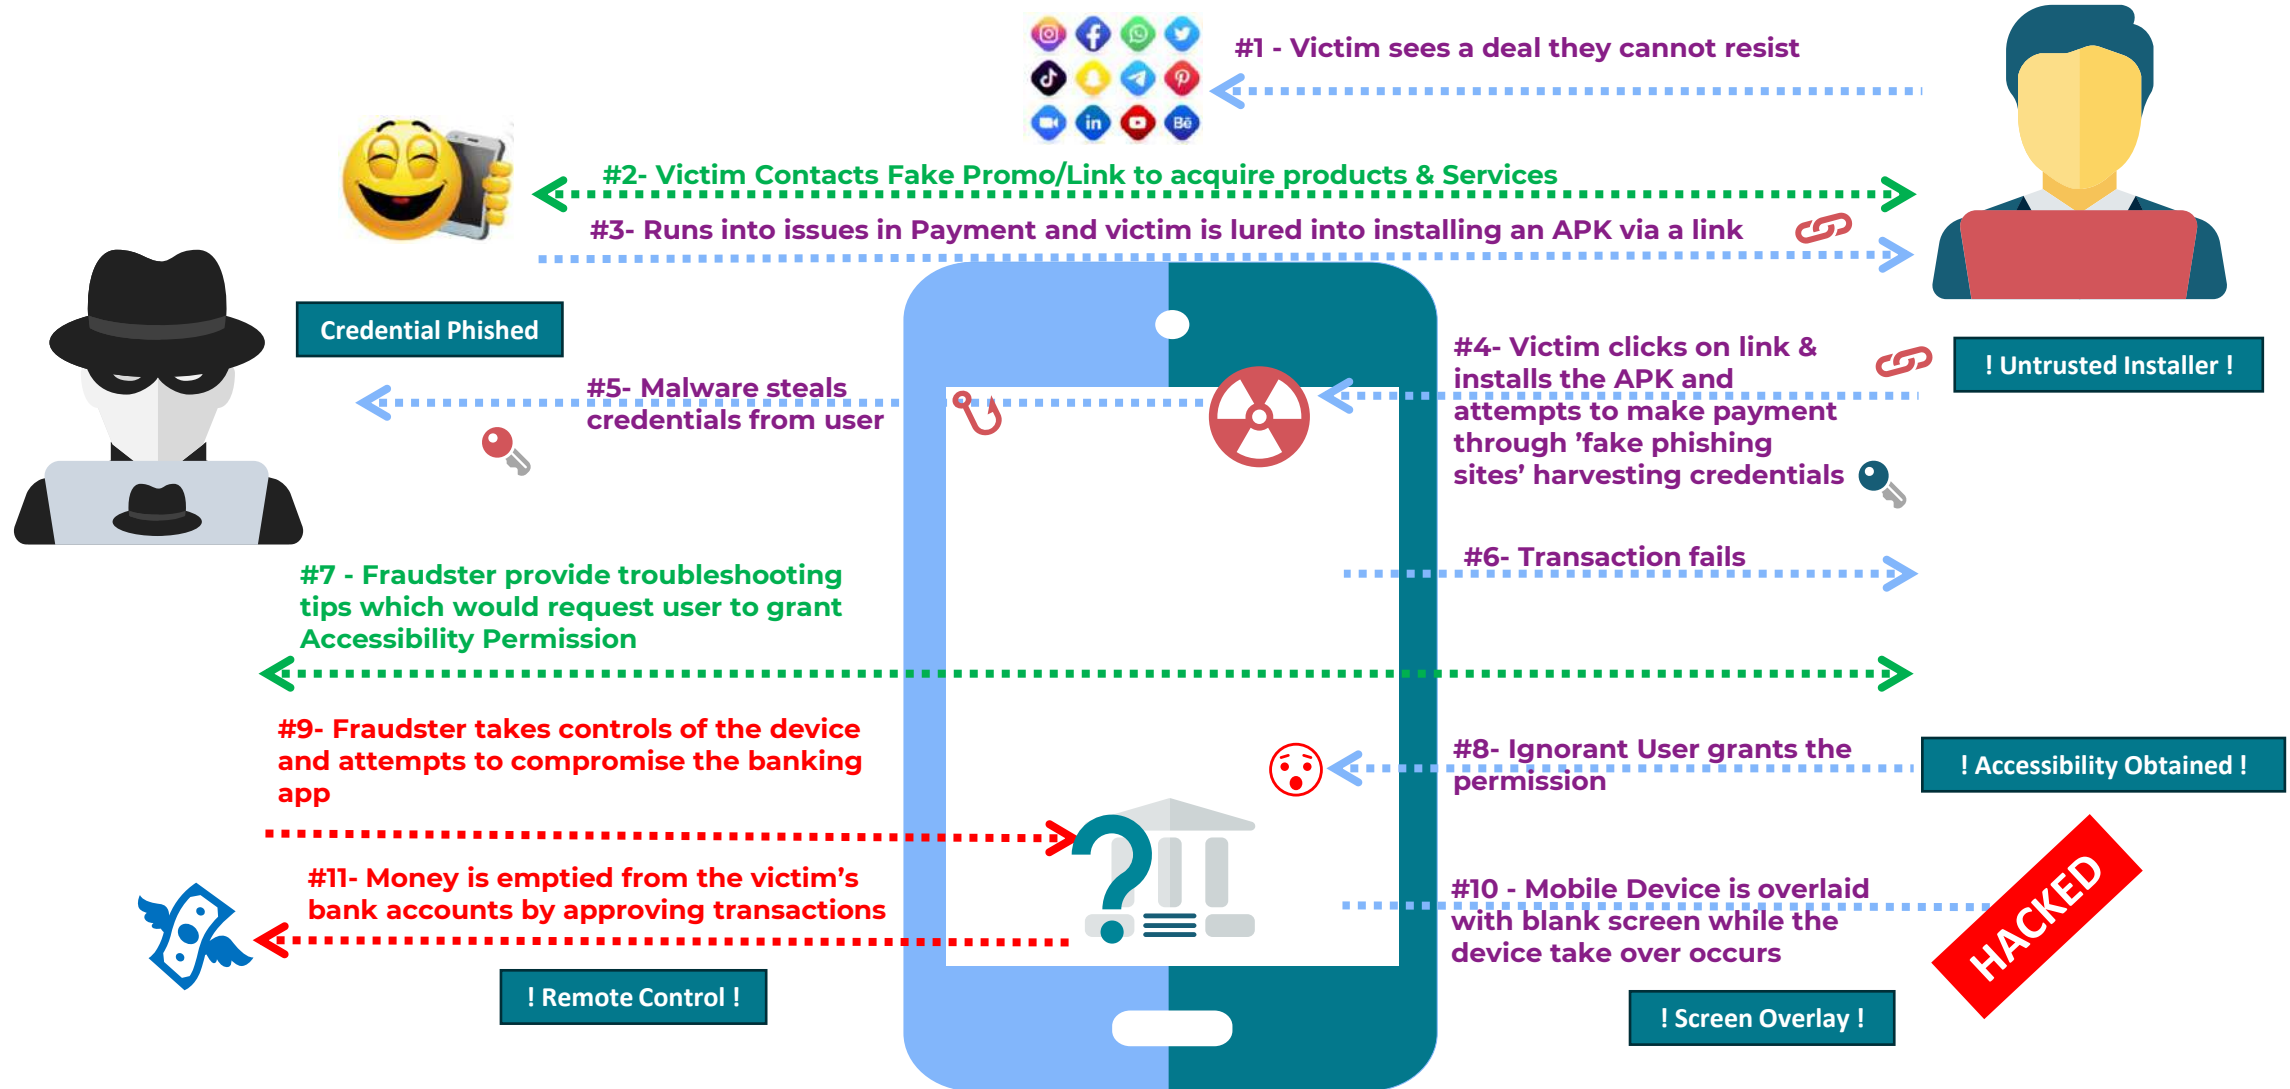 #1 - Victim sees a deal they cannot resist
in
Bē
#2- Victim Contacts Fake Promo/Link to acquire products & Services
#3- Runs into issues in Payment and victim is lured into installing an APK via a link
Credential Phished
#4- Victim clicks on link &
installs the APK and
attempts to make payment
through ’fake phishing
sites’ harvesting credentials
! Untrusted Installer !
#5- Malware steals
credentials from user
#6- Transaction fails
#7 - Fraudster provide troubleshooting
tips which would request user to grant
Accessibility Permission
#8- Ignorant User grants the
permission
! Accessibility Obtained !
#9- Fraudster takes controls of the device
and attempts to compromise the banking
app
#10 - Mobile Device is overlaid
with blank screen while the
device take over occurs
HACKED
#11- Money is emptied from the victim’s
bank accounts by approving transactions
! Remote Control !
! Screen Overlay !